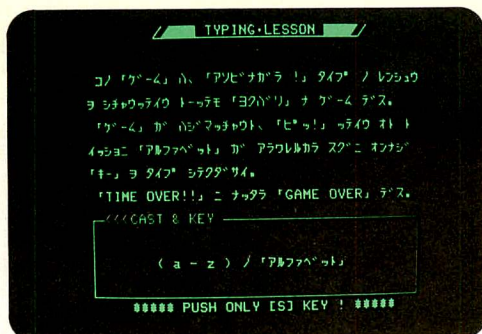 TYPING・LESSON
コノ「ゲーム」ハ、「アソビナガラ !」タイプ ノ レンシュウ
ヲ シチャウッテイウ トーッテモ「ヨクバリ」ナ ゲーム デス。
「ゲーム」ガ ハジマッチャウト、「ピッ!」ッテイウ オト ト
イッショニ「アルファベット」ガ アラワレルカラ スグニ オンナジ
「キー」ヲ タイプ シテクダサイ。
「TIME OVER!!」ニ ナッタラ「GAME OVER」デス。
<<<CAST & KEY
( a - z ) ノ「アルファベット」
***** PUSH ONLY [S] KEY ! *****